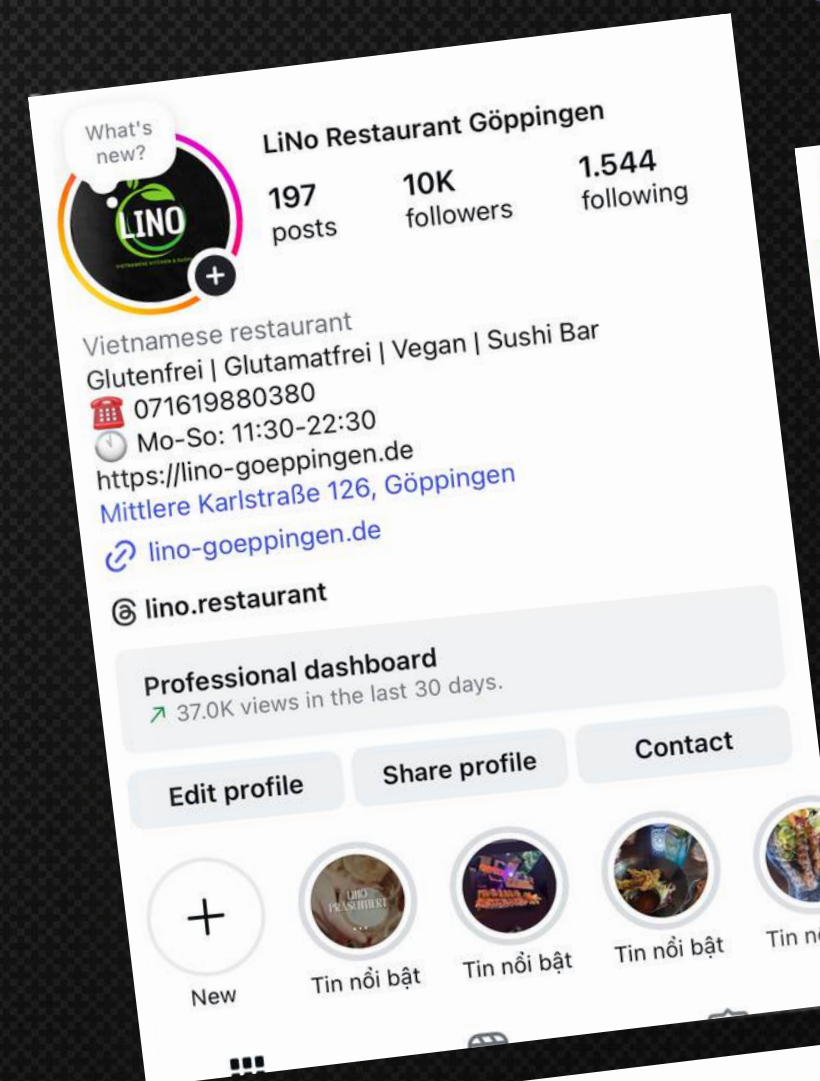 What's
new?
LiNo Restaurant Göppingen
197
posts
10K
followers
1.544
following
LINO
Vietnamese restaurant
Glutenfrei | Glutamatfrei | Vegan | Sushi Bar
☎️ 071619880380
🕚 Mo-So: 11:30-22:30
https://lino-goeppingen.de
Mittlere Karlstraße 126, Göppingen
lino-goeppingen.de
lino.restaurant
Professional dashboard
37.0K views in the last 30 days.
Edit profile
Share profile
Contact
LINO
PRÄSENTIERT
...
New
Tin nổi bật
Tin nổi bật
Tin nổi bật
Tin